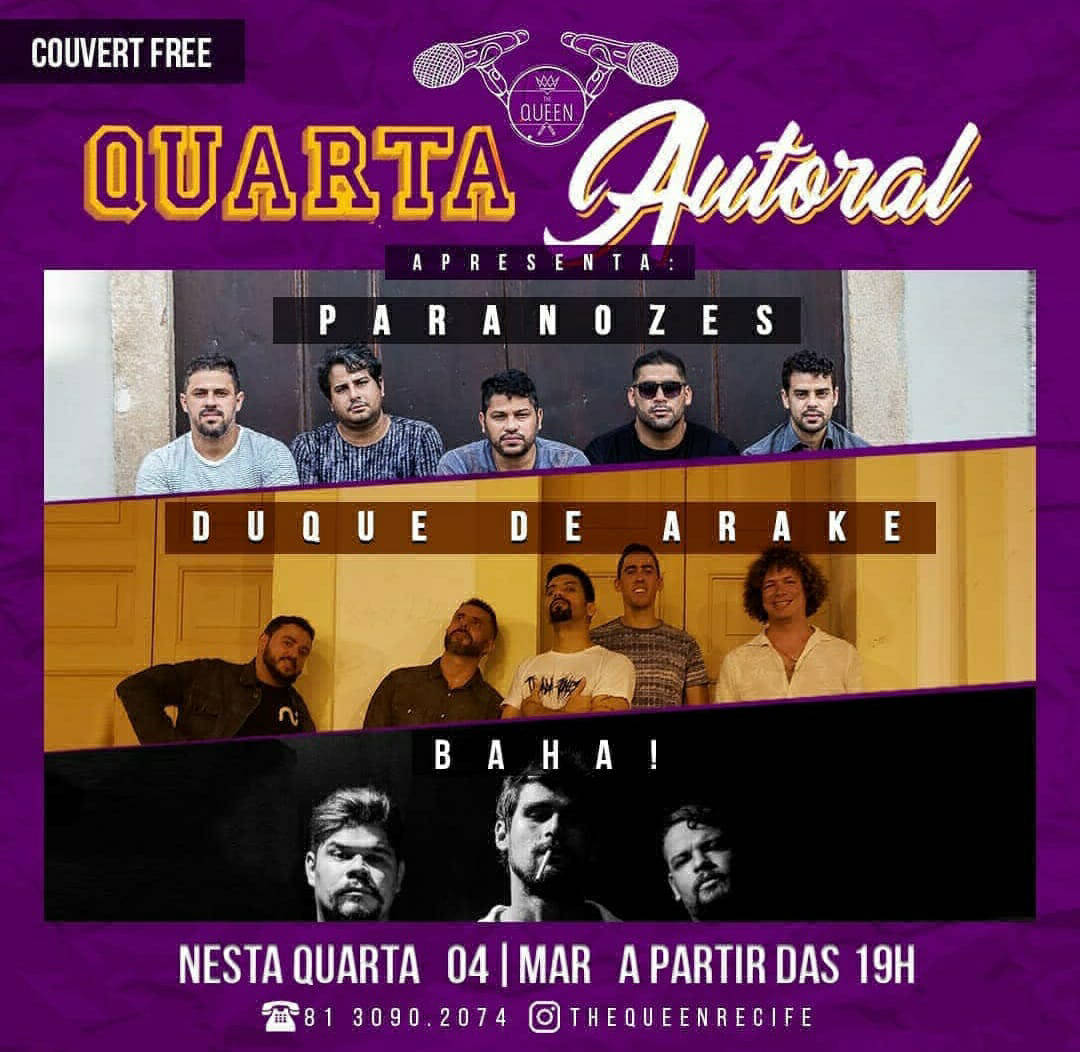 COUVERT FREE
THE
QUEEN
QUARTA Autoral
APRESENTA:
PARANOZES
DUQUE DE ARAKE
BAHA!
NESTA QUARTA 04 | MAR A PARTIR DAS 19H
81 3090.2074 THEQUEENRECIFE